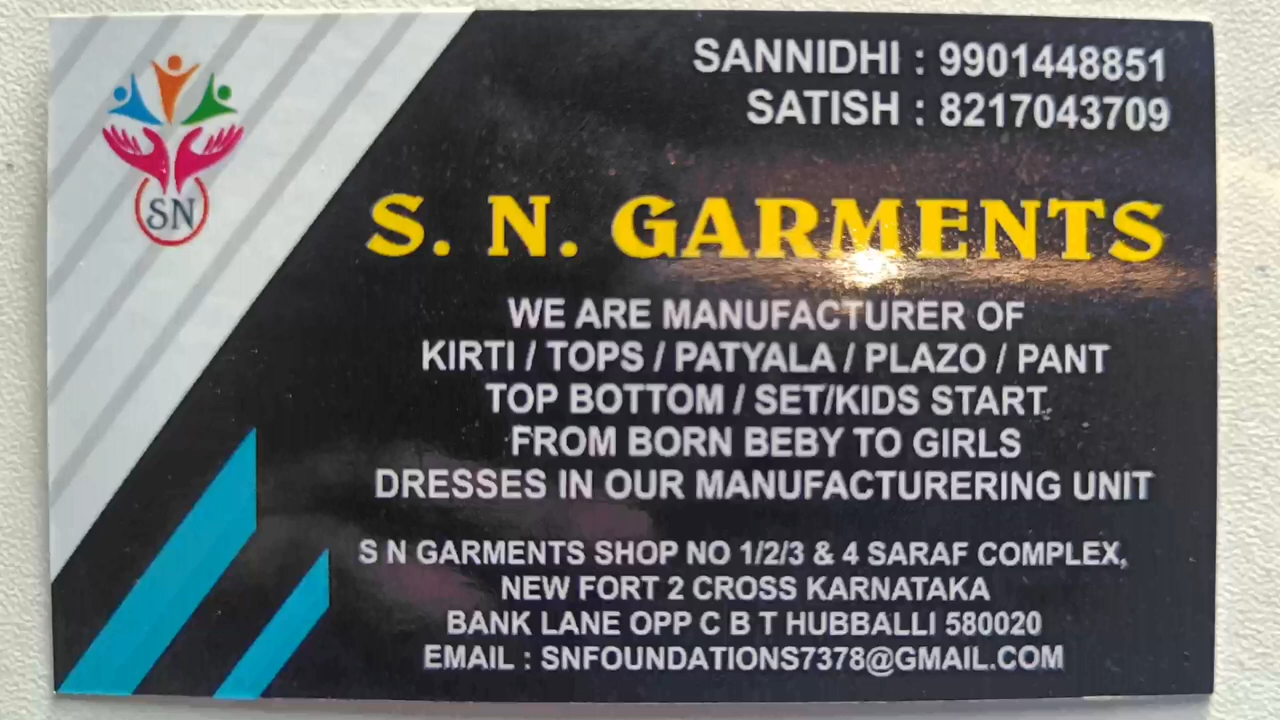 SANNIDHI : 9901448851
SATISH : 8217043709
SN
S. N. GARMENTS
WE ARE MANUFACTURER OF
KIRTI / TOPS / PATYALA / PLAZO / PANT
TOP BOTTOM / SET/KIDS START.
FROM BORN BEBY TO GIRLS
DRESSES IN OUR MANUFACTURERING UNIT
S N GARMENTS SHOP NO 1/2/3 & 4 SARAF COMPLEX,
NEW FORT 2 CROSS KARNATAKA
BANK LANE OPP C B T HUBBALLI 580020
EMAIL : SNFOUNDATIONS7378@GMAIL.COM